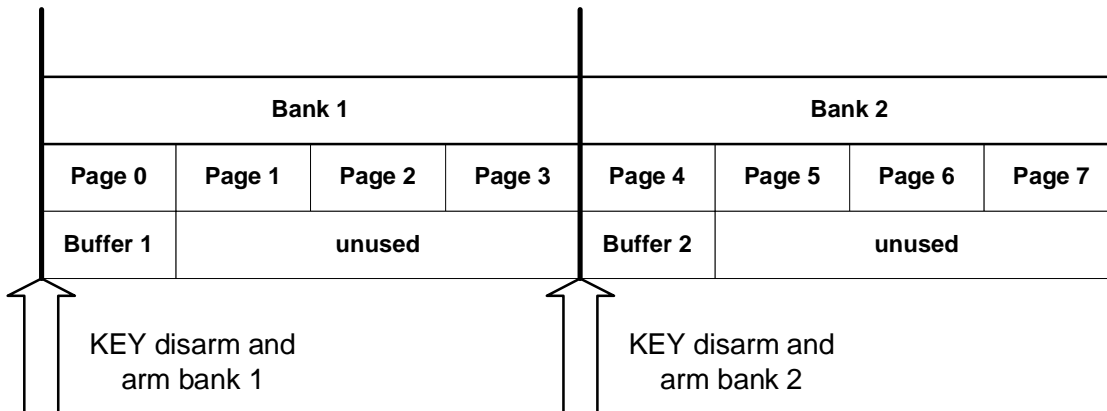 Bank 1 Bank 2
Page 0 Page 1 Page 2 Page 3 Page 4 Page 5 Page 6 Page 7
Buffer 1 unused Buffer 2 unused
KEY disarm and
arm bank 1
KEY disarm and
arm bank 2